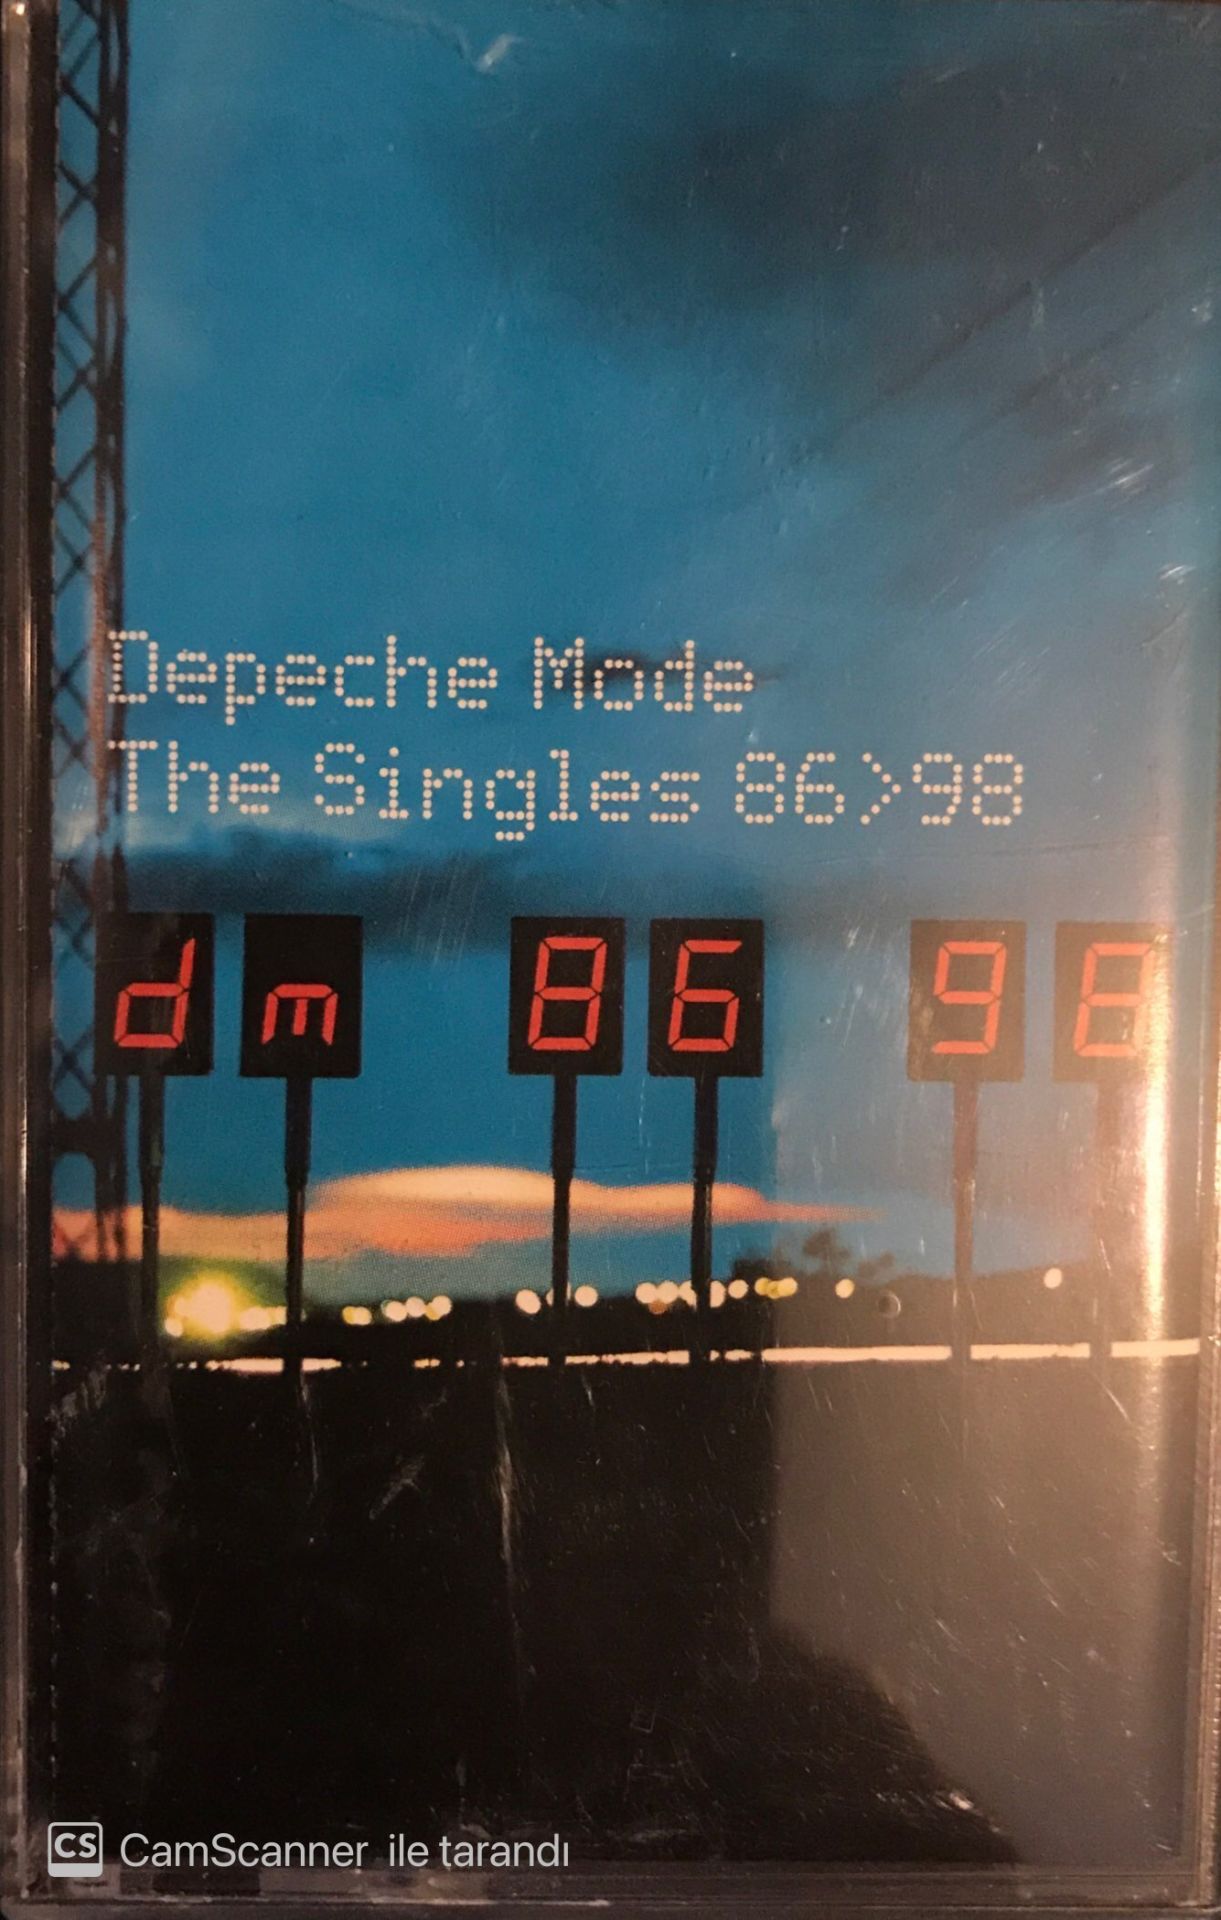 Depeche Mode
The Singles 86>98
dm 86 98
CS CamScanner ile tarandı